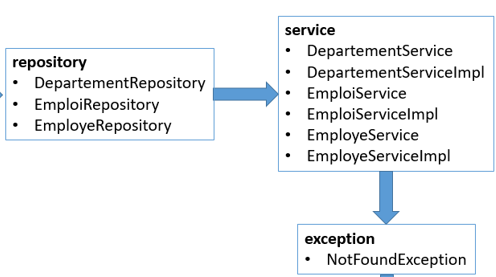 repository
• DepartementRepository
• EmploiRepository
• EmployeRepository
service
• DepartementService
• DepartementServiceImpl
• EmploiService
• EmploiServiceImpl
• EmployeService
• EmployeServiceImpl
exception
• NotFoundException